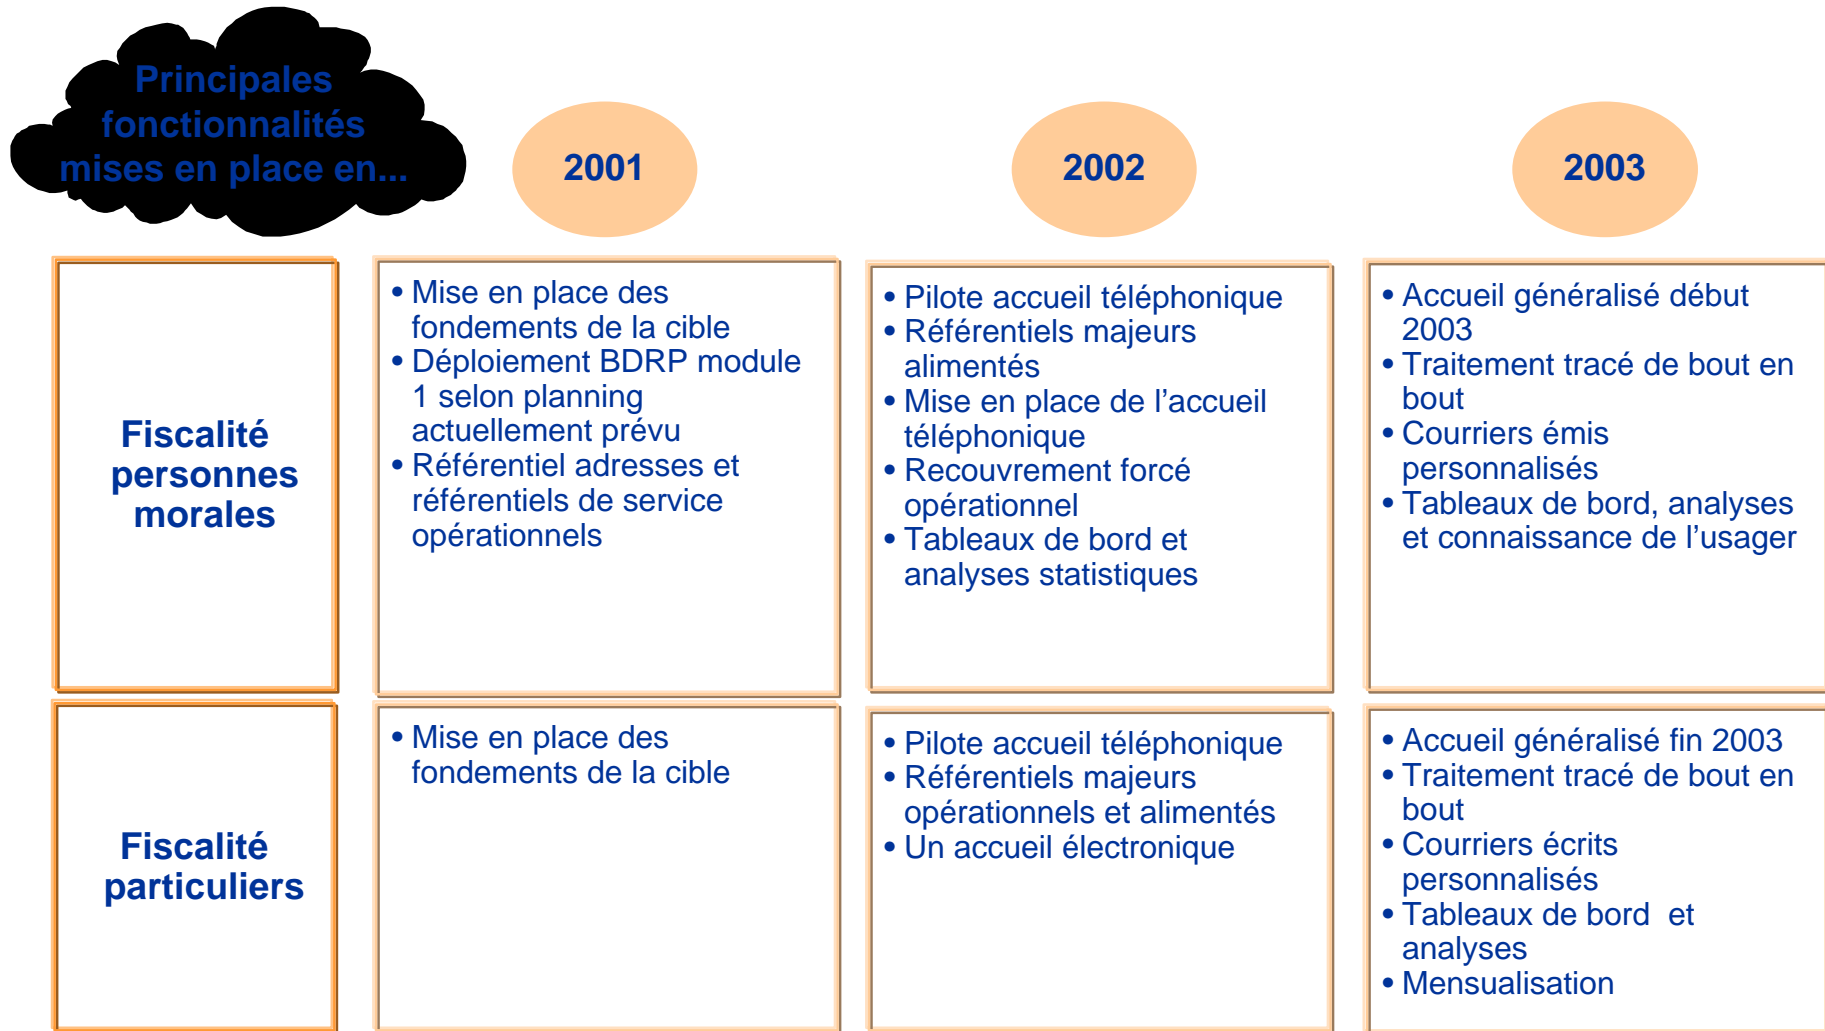 Principales
fonctionnalités
mises en place en...
2001
2002
2003
Fiscalité
personnes
morales
• Mise en place des
fondements de la cible
• Déploiement BDRP module
1 selon planning
actuellement prévu
• Référentiel adresses et
référentiels de service
opérationnels
• Pilote accueil téléphonique
• Référentiels majeurs
alimentés
• Mise en place de l’accueil
téléphonique
• Recouvrement forcé
opérationnel
• Tableaux de bord et
analyses statistiques
• Accueil généralisé début
2003
• Traitement tracé de bout en
bout
• Courriers émis
personnalisés
• Tableaux de bord, analyses
et connaissance de l’usager
Fiscalité
particuliers
• Mise en place des
fondements de la cible
• Pilote accueil téléphonique
• Référentiels majeurs
opérationnels et alimentés
• Un accueil électronique
• Accueil généralisé fin 2003
• Traitement tracé de bout en
bout
• Courriers écrits
personnalisés
• Tableaux de bord et
analyses
• Mensualisation